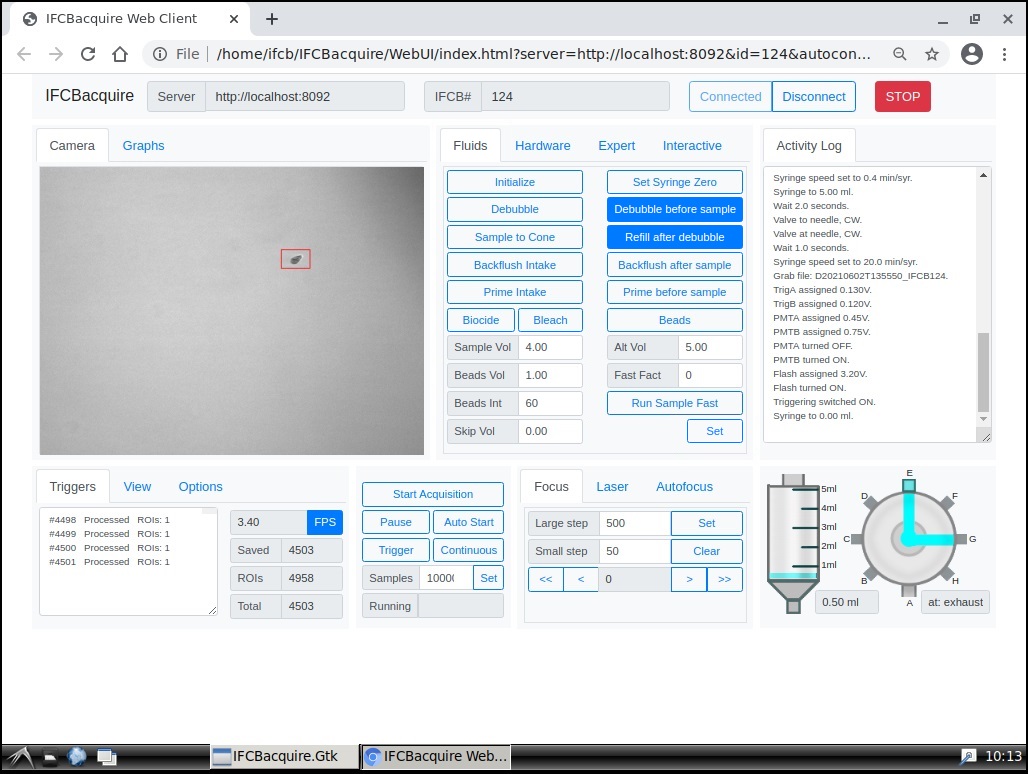 IFCBacquire Web Client
File /home/ifcb/IFCBacquire/WebUI/index.html?server=http://localhost:8092&id=124&autocon...
IFCBacquire Server http://localhost:8092 IFCB# 124 Connected Disconnect STOP
Camera Graphs
Fluids Hardware Expert Interactive
Initialize Set Syringe Zero
Debubble Debubble before sample
Sample to Cone Refill after debubble
Backflush Intake Backflush after sample
Prime Intake Prime before sample
Biocide Bleach Beads
Sample Vol 4.00 Alt Vol 5.00
Beads Vol 1.00 Fast Fact 0
Beads Int 60 Run Sample Fast
Skip Vol 0.00 Set
Activity Log
Syringe speed set to 0.4 min/syr.
Syringe to 5.00 ml.
Wait 2.0 seconds.
Valve to needle, CW.
Valve at needle, CW.
Wait 1.0 seconds.
Syringe speed set to 20.0 min/syr.
Grab file: D20210602T135550_IFCB124.
TrigA assigned 0.130V.
TrigB assigned 0.120V.
PMTA assigned 0.45V.
PMTB assigned 0.75V.
PMTA turned OFF.
PMTB turned ON.
Flash assigned 3.20V.
Flash turned ON.
Triggering switched ON.
Syringe to 0.00 ml.
Triggers View Options
#4498 Processed ROIs: 1
#4499 Processed ROIs: 1
#4500 Processed ROIs: 1
#4501 Processed ROIs: 1
3.40 FPS
Saved 4503
ROIs 4958
Total 4503
Start Acquisition
Pause Auto Start
Trigger Continuous
Samples 10000 Set
Running
Focus Laser Autofocus
Large step 500 Set
Small step 50 Clear
<< < 0 > >>
5ml
4ml
3ml
2ml
1ml
0.50 ml
E
D F
C G
B H
A
at: exhaust
IFCBacquire.Gtk IFCBacquire Web... 10:13